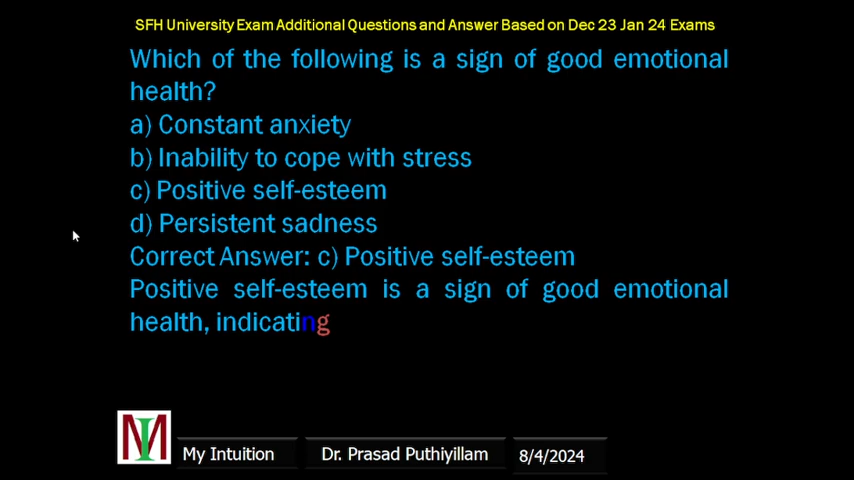 SFH University Exam Additional Questions and Answer Based on Dec 23 Jan 24 Exams
Which of the following is a sign of good emotional
health?
a) Constant anxiety
b) Inability to cope with stress
c) Positive self-esteem
d) Persistent sadness
Correct Answer: c) Positive self-esteem
Positive self-esteem is a sign of good emotional
health, indicating
MI
My Intuition
Dr. Prasad Puthiyillam
8/4/2024